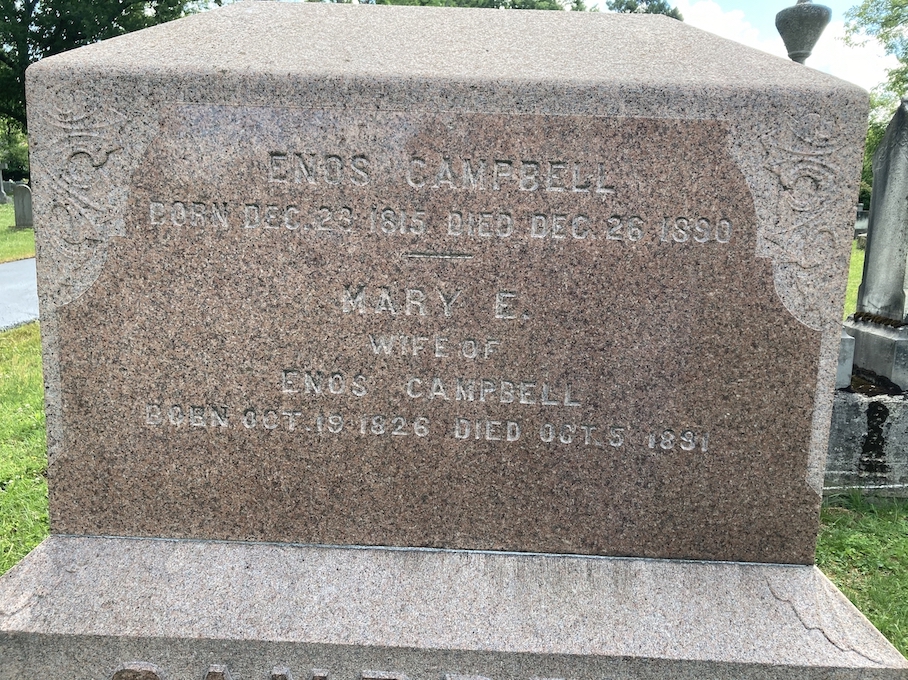 ENOS CAMPBELL
BORN DEC. 23 1815 DIED DEC. 26 1890
MARY E.
WIFE OF
ENOS CAMPBELL
BORN OCT. 19 1826 DIED OCT. 5 1881